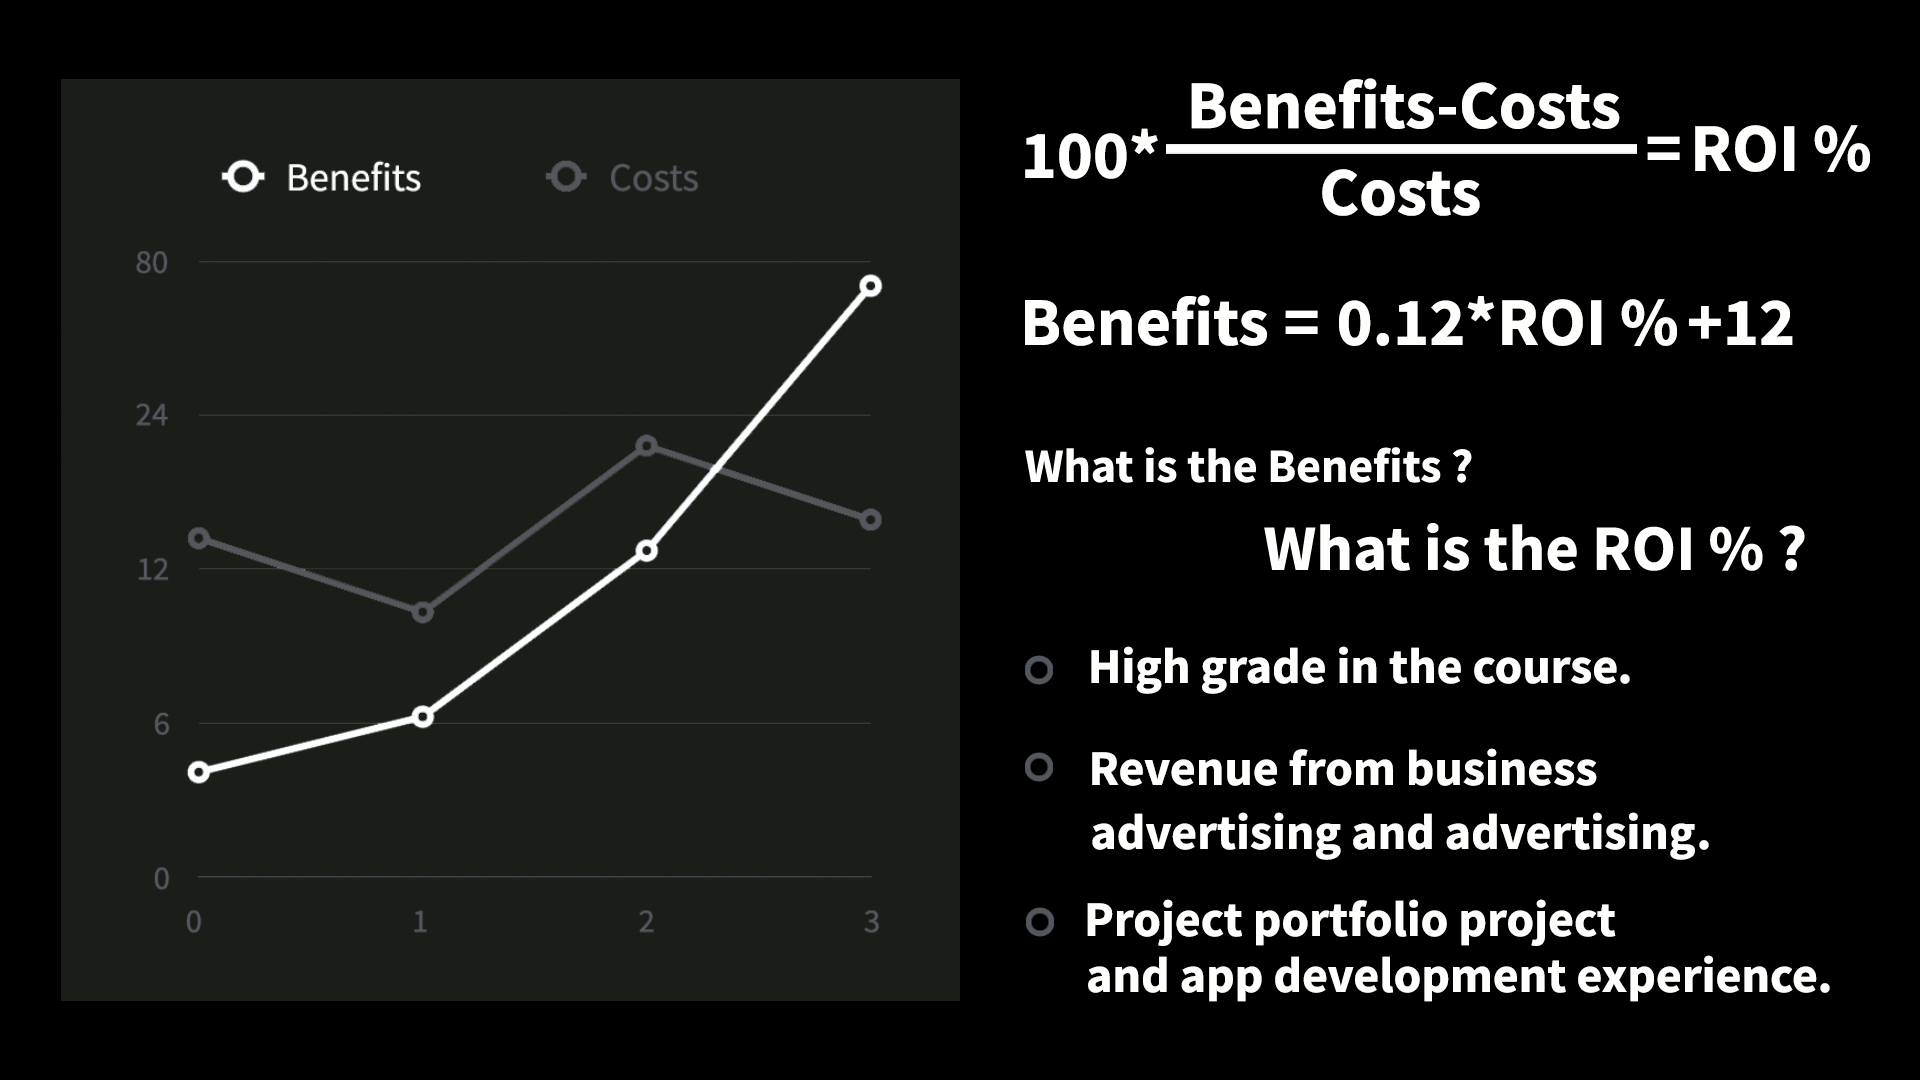 Benefits
Costs
80
24
12
6
0
0 1 2 3
100* Benefits-Costs = ROI %
Costs
Benefits = 0.12*ROI % +12
What is the Benefits ?
What is the ROI % ?
High grade in the course.
Revenue from business
advertising and advertising.
Project portfolio project
and app development experience.